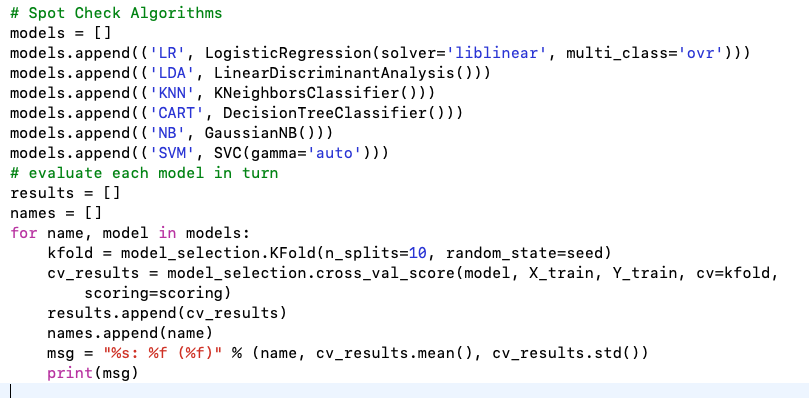 # Spot Check Algorithms
models = []
models.append(('LR', LogisticRegression(solver='liblinear', multi_class='ovr')))
models.append(('LDA', LinearDiscriminantAnalysis()))
models.append(('KNN', KNeighborsClassifier()))
models.append(('CART', DecisionTreeClassifier()))
models.append(('NB', GaussianNB()))
models.append(('SVM', SVC(gamma='auto')))
# evaluate each model in turn
results = []
names = []
for name, model in models:
    kfold = model_selection.KFold(n_splits=10, random_state=seed)
    cv_results = model_selection.cross_val_score(model, X_train, Y_train, cv=kfold,
        scoring=scoring)
    results.append(cv_results)
    names.append(name)
    msg = "%s: %f (%f)" % (name, cv_results.mean(), cv_results.std())
    print(msg)